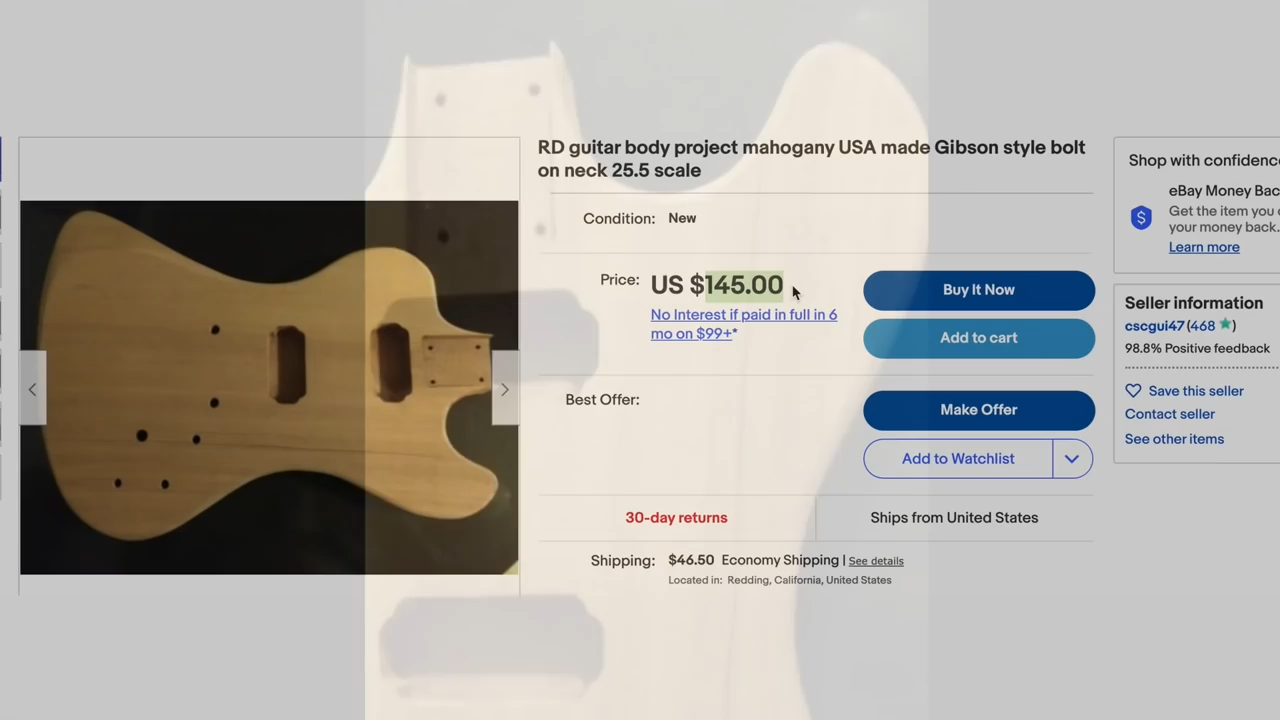 RD guitar body project mahogany USA made Gibson style bolt
on neck 25.5 scale
Condition: New
Price: US $145.00
No Interest if paid in full in 6
mo on $99+*
Buy It Now
Add to cart
Best Offer:
Make Offer
Add to Watchlist
30-day returns
Ships from United States
Shipping: $46.50 Economy Shipping | See details
Located in: Redding, California, United States
Shop with confidence
eBay Money Bac
Get the item you
your money back.
Learn more
Seller information
cscgui47 (468)
98.8% Positive feedback
Save this seller
Contact seller
See other items